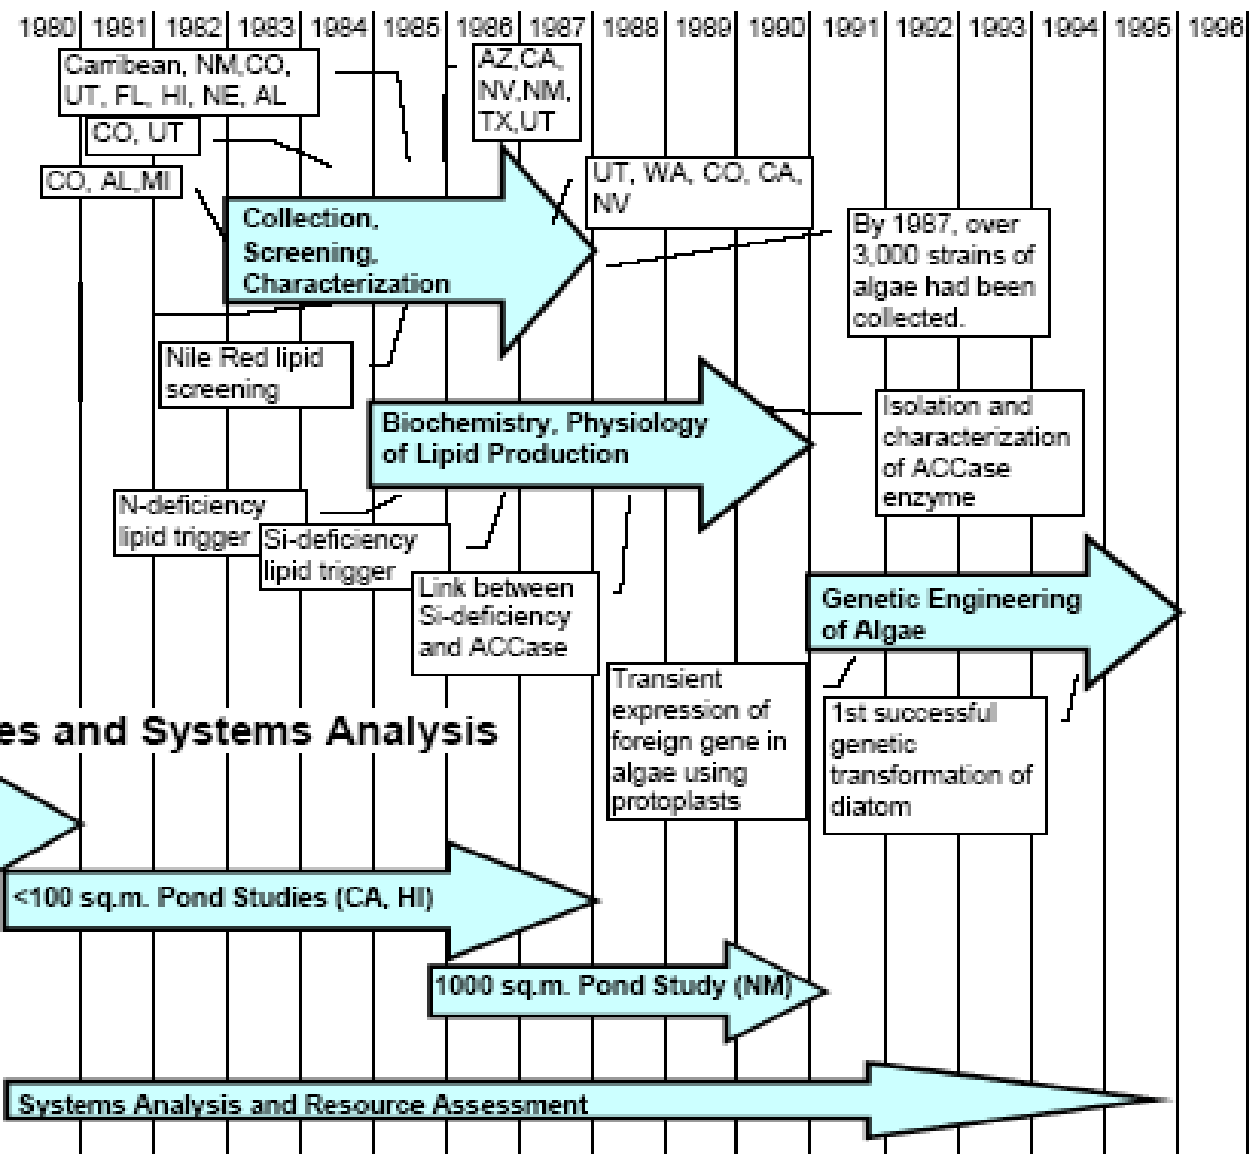 1980 1981 1982 1983 1984 1985 1986 1987 1988 1989 1990 1991 1992 1993 1994 1995 1996
Carribean, NM,CO,
UT, FL, HI, NE, AL
AZ,CA,
NV,NM,
TX,UT
CO, UT
CO, AL,MI
UT, WA, CO, CA,
NV
Collection,
Screening,
Characterization
By 1987, over
3,000 strains of
algae had been
collected.
Nile Red lipid
screening
Biochemistry, Physiology
of Lipid Production
Isolation and
characterization
of ACCase
enzyme
N-deficiency
lipid trigger
Si-deficiency
lipid trigger
Link between
Si-deficiency
and ACCase
Genetic Engineering
of Algae
Transient
expression of
foreign gene in
algae using
protoplasts
1st successful
genetic
transformation of
diatom
es and Systems Analysis
<100 sq.m. Pond Studies (CA, HI)
1000 sq.m. Pond Study (NM)
Systems Analysis and Resource Assessment